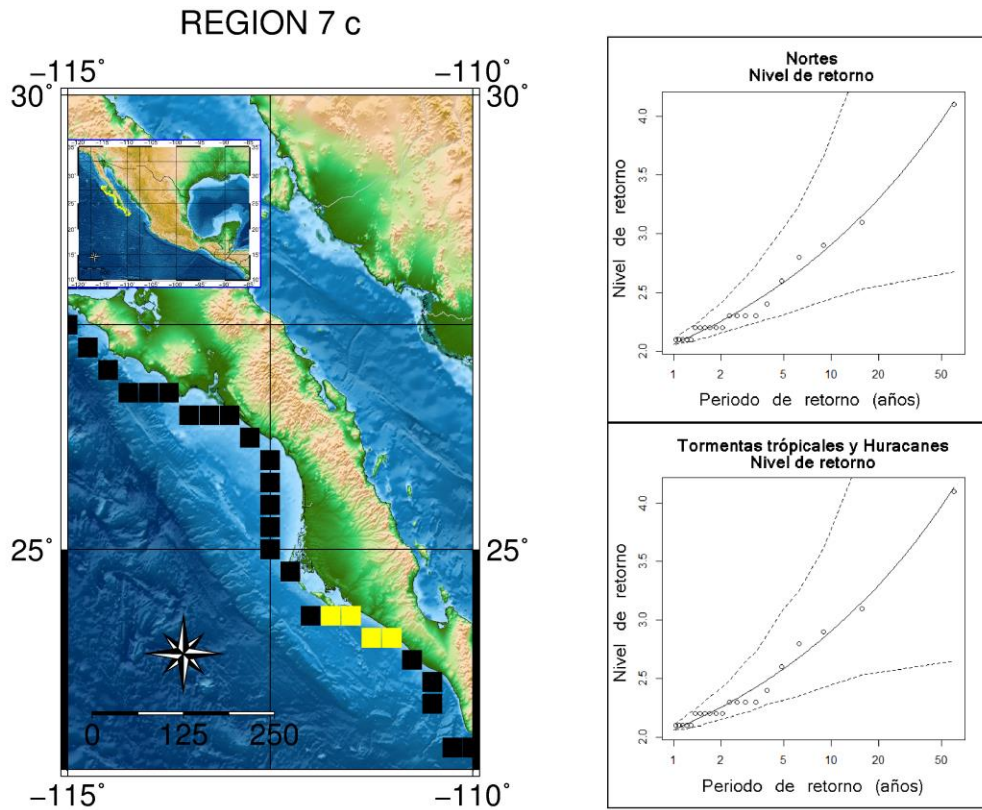 REGION 7 c
−115˚ −110˚
30˚ 30˚
25˚ 25˚
0 125 250
−115˚ −110˚
Nortes
Nivel de retorno
Nivel de retorno
4.0
3.5
3.0
2.5
2.0
1 2 5 10 20 50
Periodo de retorno (años)
Tormentas trópicales y Huracanes
Nivel de retorno
Nivel de retorno
4.0
3.5
3.0
2.5
2.0
1 2 5 10 20 50
Periodo de retorno (años)